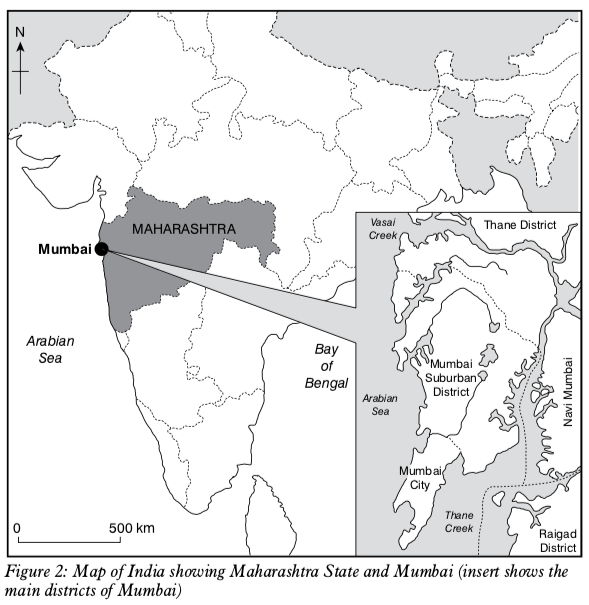 N
MAHARASHTRA
Mumbai
Arabian
Sea
Bay
of
Bengal
0 500 km
Vasai
Creek
Thane District
Mumbai
Suburban
District
Arabian
Sea
Navi Mumbai
Mumbai
City
Thane
Creek
Raigad
District
Figure 2: Map of India showing Maharashtra State and Mumbai (insert shows the
main districts of Mumbai)